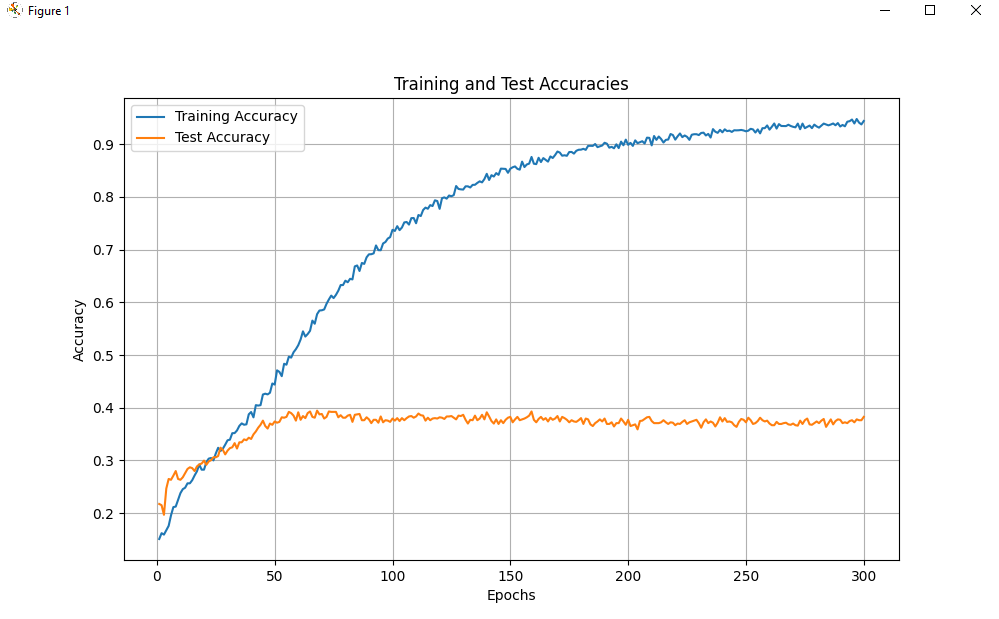 Figure 1
Training and Test Accuracies
Training Accuracy
Test Accuracy
0.9
0.8
0.7
0.6
0.5
0.4
0.3
0.2
Accuracy
0
50
100
150
200
250
300
Epochs